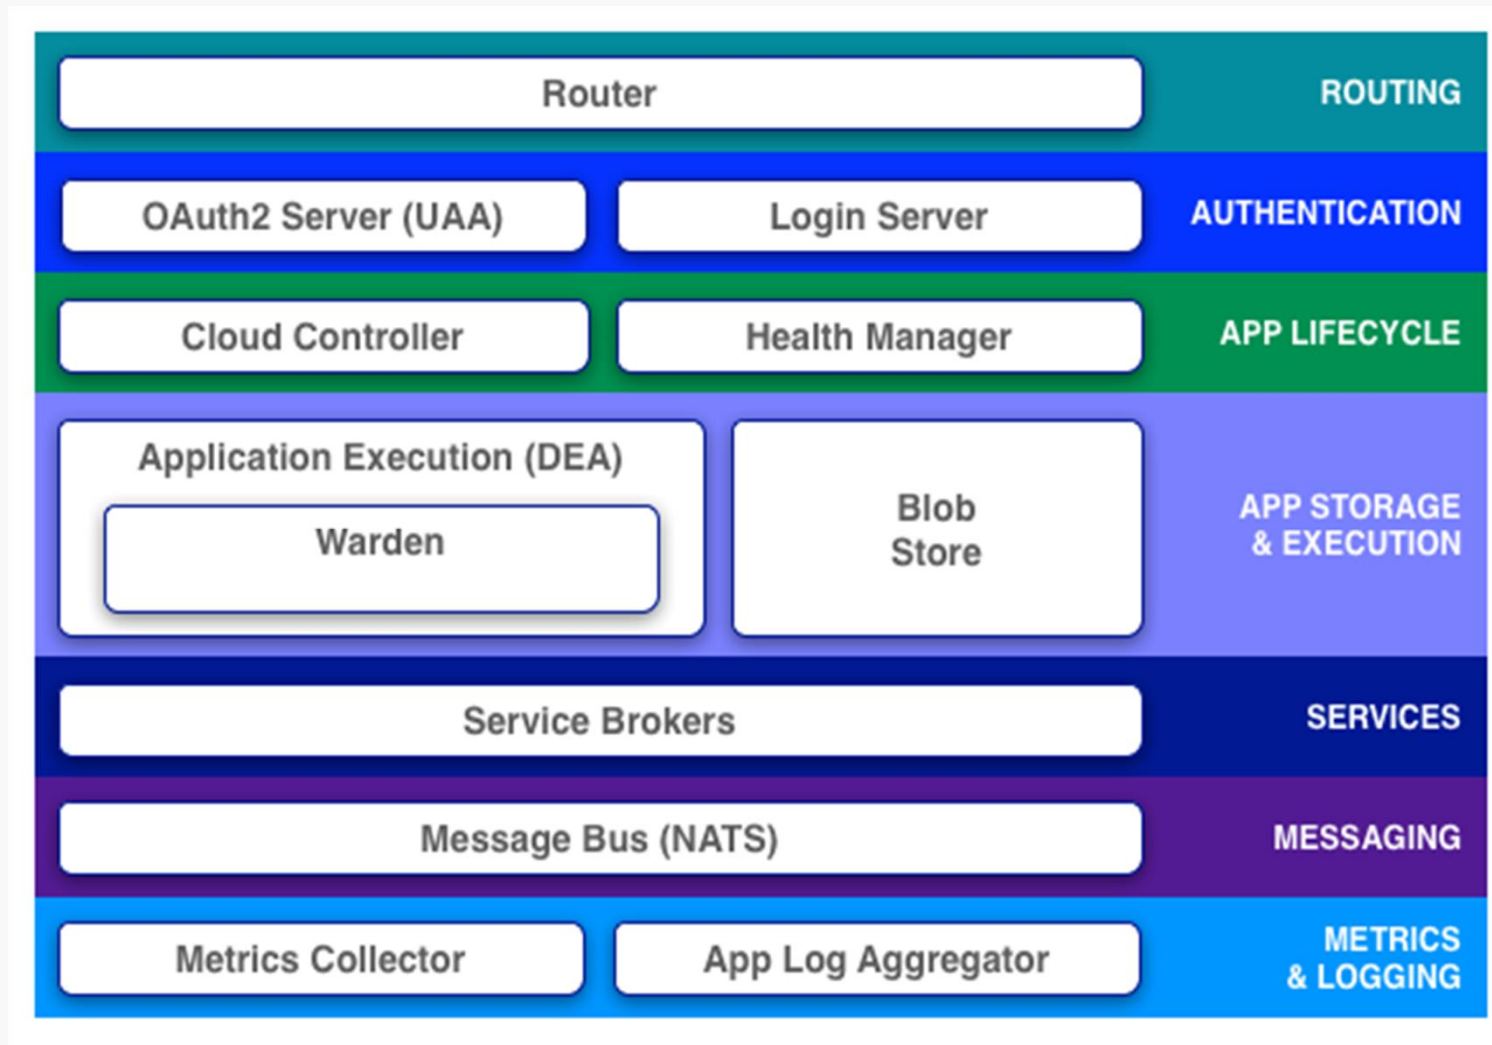 Router
ROUTING
OAuth2 Server (UAA)
Login Server
AUTHENTICATION
Cloud Controller
Health Manager
APP LIFECYCLE
Application Execution (DEA)
Warden
Blob
Store
APP STORAGE
& EXECUTION
Service Brokers
SERVICES
Message Bus (NATS)
MESSAGING
Metrics Collector
App Log Aggregator
METRICS
& LOGGING